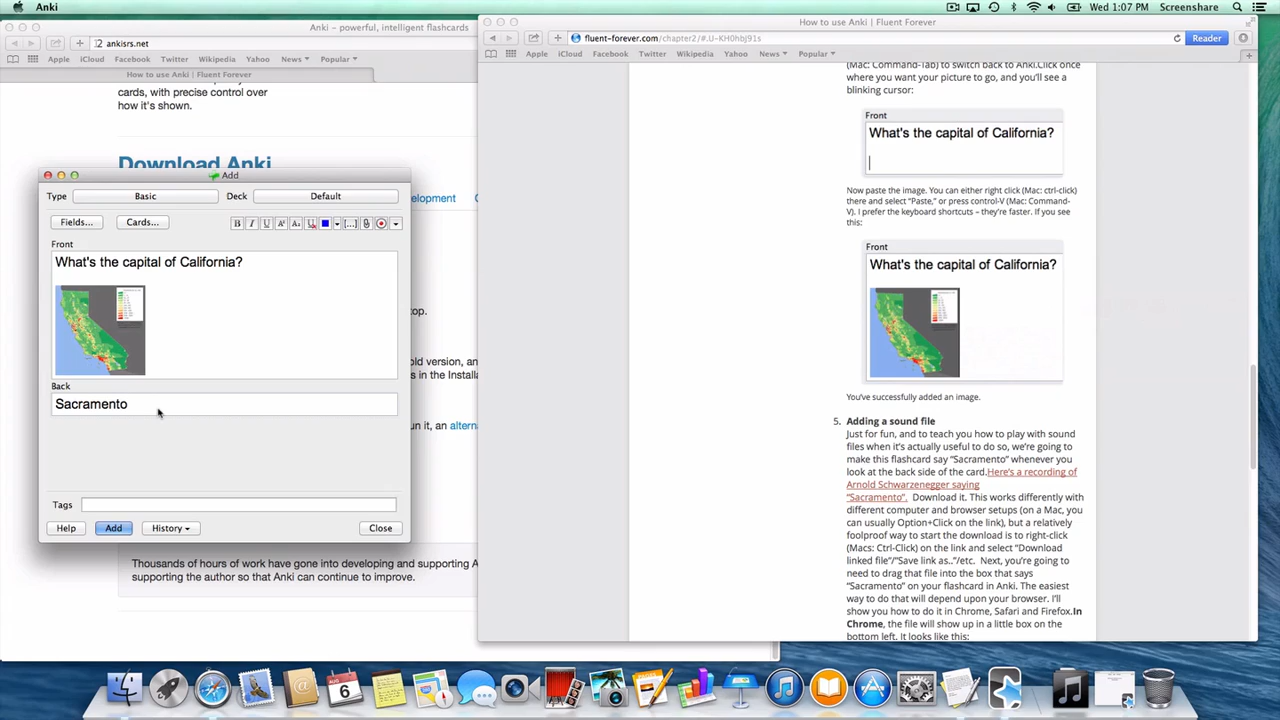 Anki
Wed 1:07 PM Screenshare
Anki – powerful, intelligent flashcards
ankisrs.net
Apple iCloud Facebook Twitter Wikipedia Yahoo News Popular
How to use Anki | Fluent Forever
cards, with precise control over
how it's shown.
Download Anki
elopment
top.
old version, an
s in the Installa
un it, an altern
Thousands of hours of work have gone into developing and supporting A
supporting the author so that Anki can continue to improve.
Add
Type Basic Deck Default
Fields... Cards...
Front
What's the capital of California?
Back
Sacramento
Tags
Help Add History Close
How to use Anki | Fluent Forever
fluent-forever.com/chapter2/#.U-KH0hbj91s
Reader
Apple iCloud Facebook Twitter Wikipedia Yahoo News Popular
(Mac: Command-Tab) to switch back to Anki.Click once
where you want your picture to go, and you'll see a
blinking cursor:
Front
What's the capital of California?
Now paste the image. You can either right click (Mac: ctrl-click)
there and select “Paste,” or press control-V (Mac: Command-
V). I prefer the keyboard shortcuts – they're faster. If you see
this:
Front
What's the capital of California?
You've successfully added an image.
5. Adding a sound file
Just for fun, and to teach you how to play with sound
files when it's actually useful to do so, we're going to
make this flashcard say “Sacramento” whenever you
look at the back side of the card.Here's a recording of
Arnold Schwarzenegger saying
“Sacramento”. Download it. This works differently with
different computer and browser setups (on a Mac, you
can usually Option+Click on the link), but a relatively
foolproof way to start the download is to right-click
(Macs: Ctrl-Click) on the link and select “Download
linked file”/“Save link as..”/etc. Next, you're going to
need to drag that file into the box that says
“Sacramento” on your flashcard in Anki. The easiest
way to do that will depend upon your browser. I'll
show you how to do it in Chrome, Safari and Firefox.In
Chrome, the file will show up in a little box on the
bottom left. It looks like this:
AUG
6